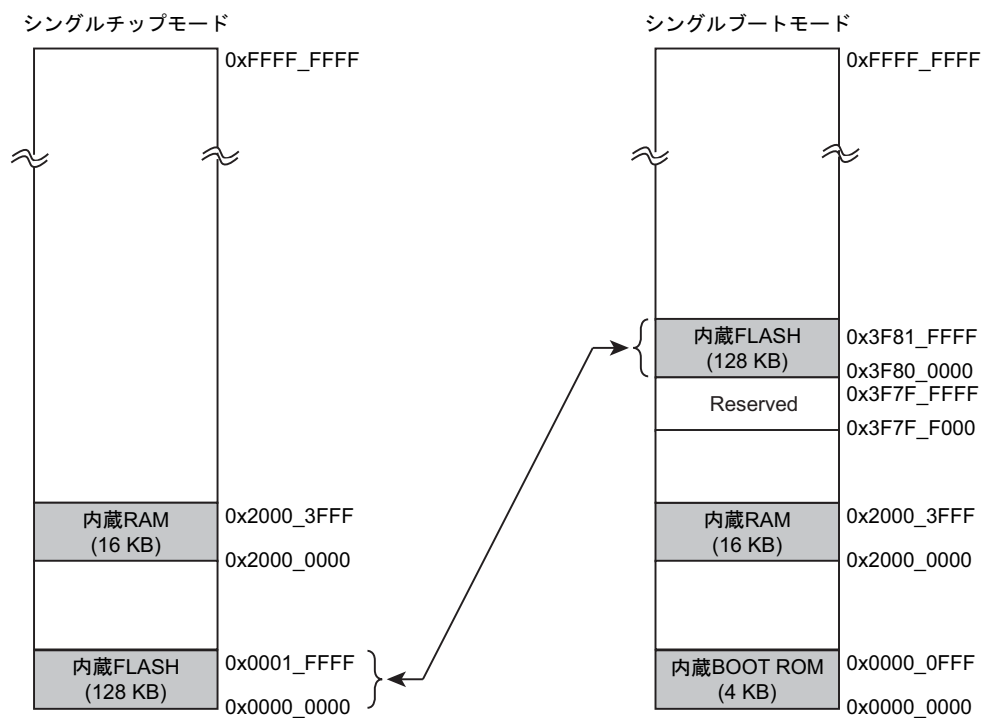 シングルチップモード
0xFFFF_FFFF
内蔵RAM
(16 KB)
0x2000_3FFF
0x2000_0000
内蔵FLASH
(128 KB)
0x0001_FFFF
0x0000_0000
シングルブートモード
0xFFFF_FFFF
内蔵FLASH
(128 KB)
0x3F81_FFFF
0x3F80_0000
Reserved
0x3F7F_FFFF
0x3F7F_F000
内蔵RAM
(16 KB)
0x2000_3FFF
0x2000_0000
内蔵BOOT ROM
(4 KB)
0x0000_0FFF
0x0000_0000